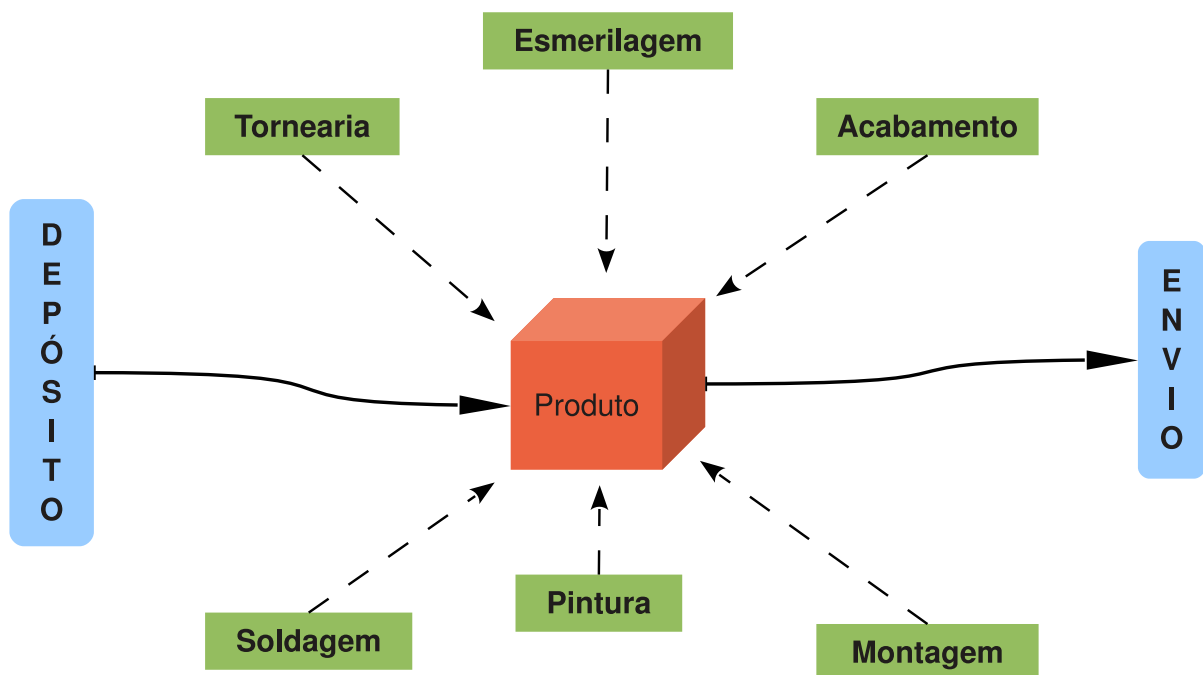 Esmerilagem
Tornearia
Acabamento
DEPÓSITO
ENVIO
Produto
Pintura
Soldagem
Montagem